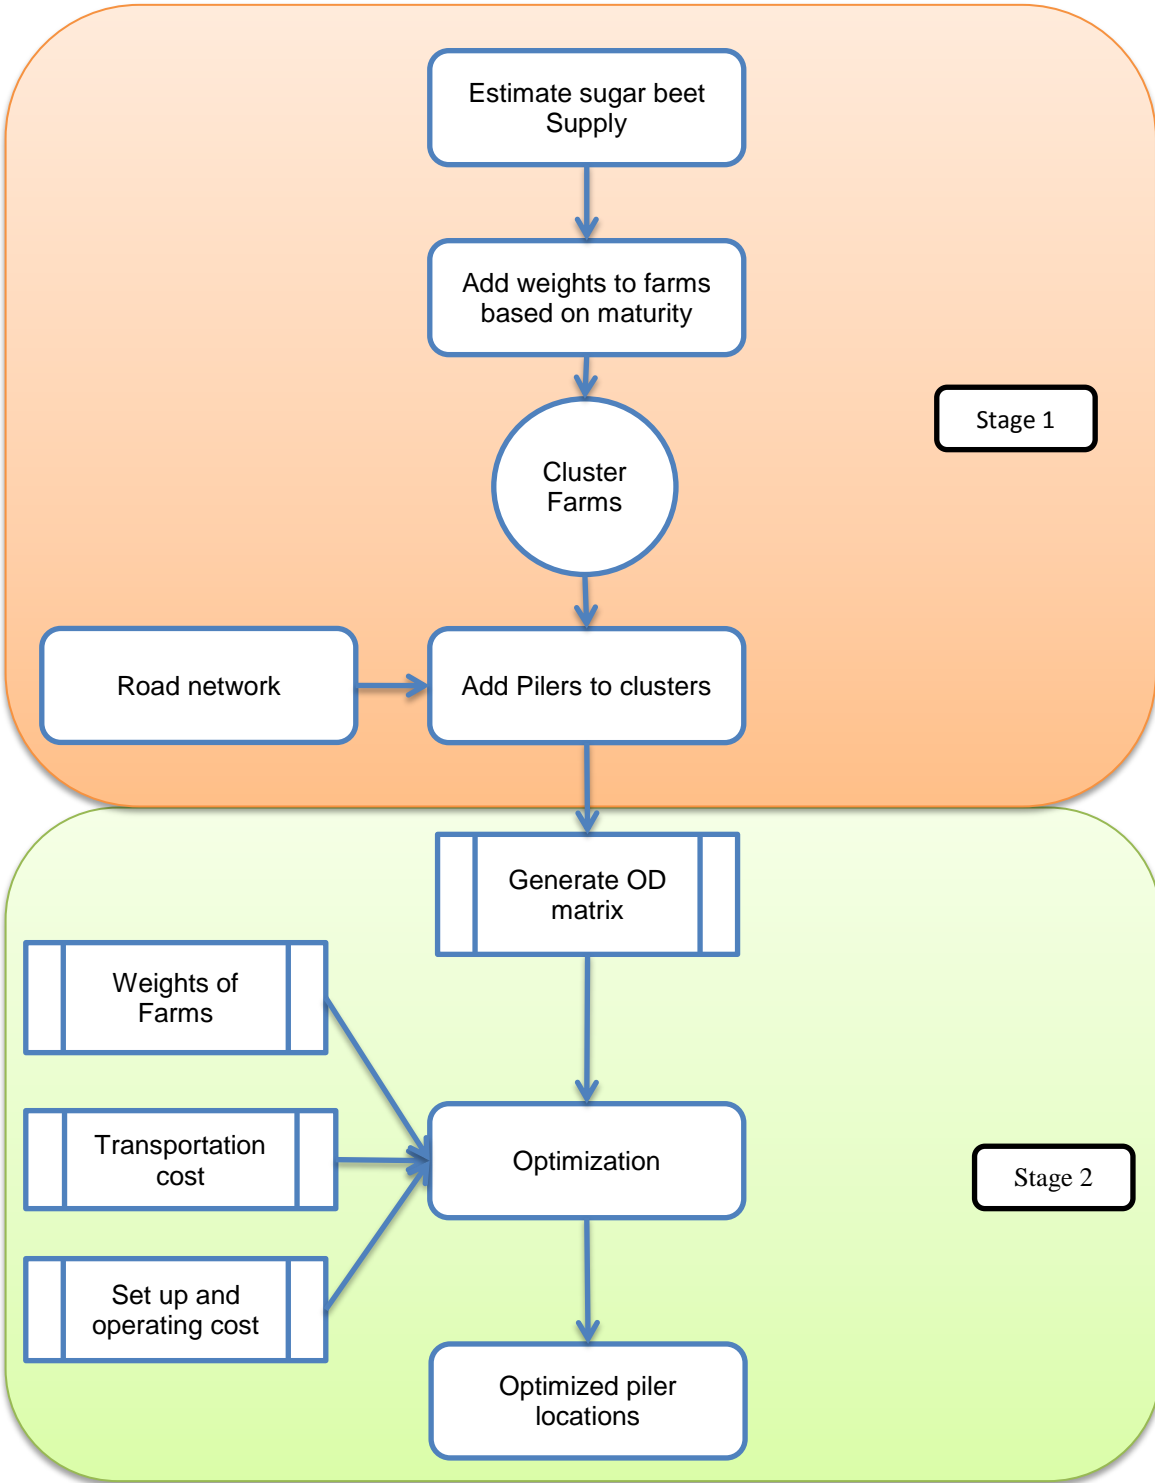 Estimate sugar beet
Supply
Add weights to farms
based on maturity
Stage 1
Cluster
Farms
Road network
Add Pilers to clusters
Generate OD
matrix
Weights of
Farms
Transportation
cost
Optimization
Stage 2
Set up and
operating cost
Optimized piler
locations